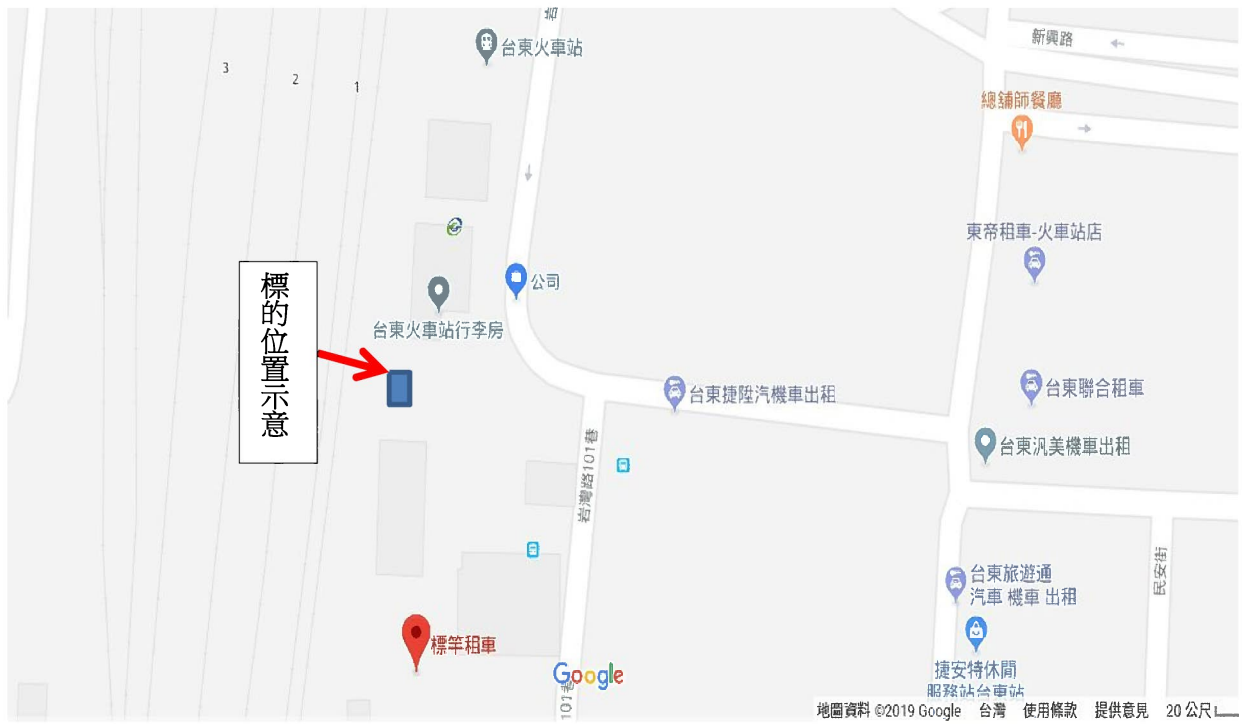 台東火車站
新興路
3
2
1
總舖師餐廳
東帝租車-火車站店
公司
標的位置示意
台東火車站行李房
台東捷陞汽機車出租
台東聯合租車
台東汎美機車出租
岩灣路101巷
民安街
台東旅遊通
汽車 機車 出租
標竿租車
捷安特休閒
服務站台東站
Google
101巷
地圖資料 ©2019 Google 台灣 使用條款 提供意見 20 公尺